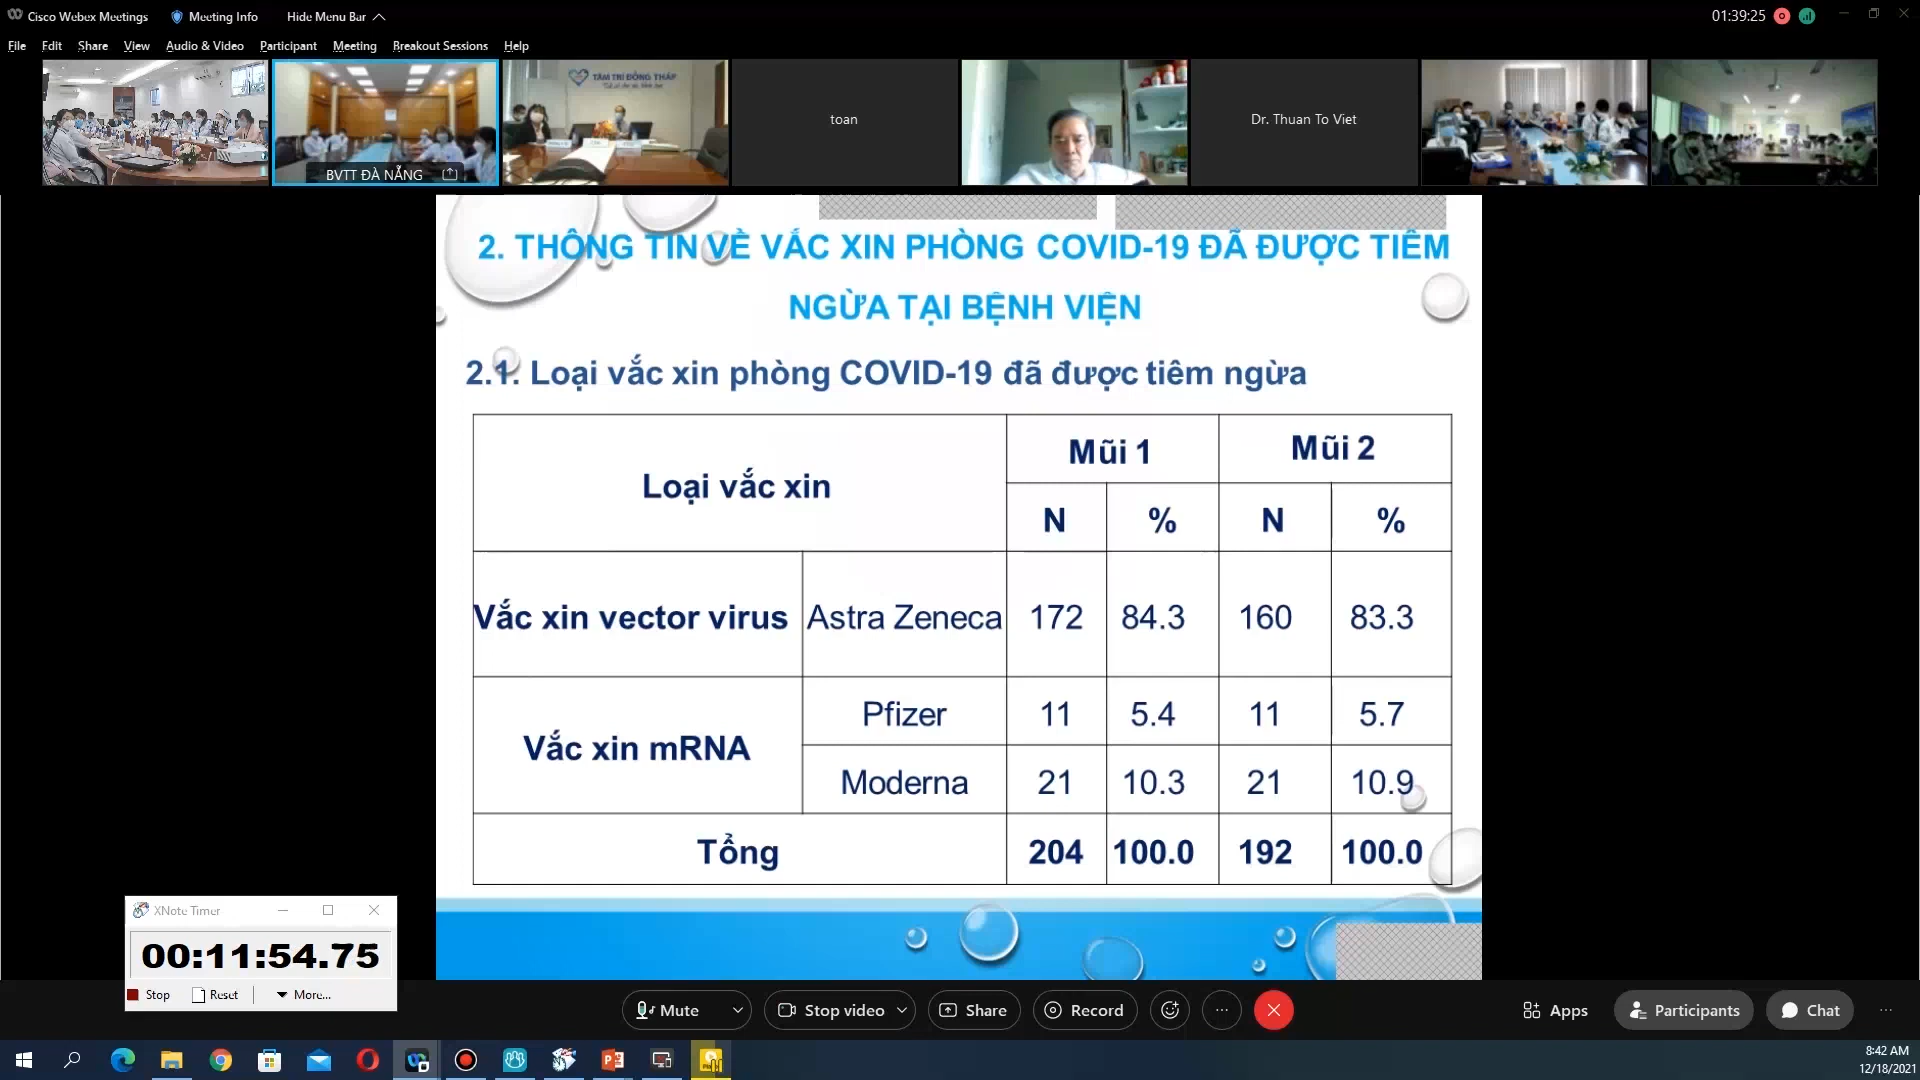 Cisco Webex Meetings
Meeting Info
Hide Menu Bar
01:39:25
File Edit Share View Audio & Video Participant Meeting Breakout Sessions Help
TÂM TRÍ ĐỒNG THÁP
BVTT ĐÀ NẴNG
toan
Dr. Thuan To Viet
2. THÔNG TIN VỀ VẮC XIN PHÒNG COVID-19 ĐÃ ĐƯỢC TIÊM
NGỪA TẠI BỆNH VIỆN
2.1. Loại vắc xin phòng COVID-19 đã được tiêm ngừa
Loại vắc xin Mũi 1 Mũi 2
N % N %
Vắc xin vector virus Astra Zeneca 172 84.3 160 83.3
Vắc xin mRNA
Pfizer 11 5.4 11 5.7
Moderna 21 10.3 21 10.9
Tổng 204 100.0 192 100.0
XNote Timer
00:11:54.75
Stop Reset More...
Mute Stop video Share Record
Apps Participants Chat
8:42 AM
12/18/2021